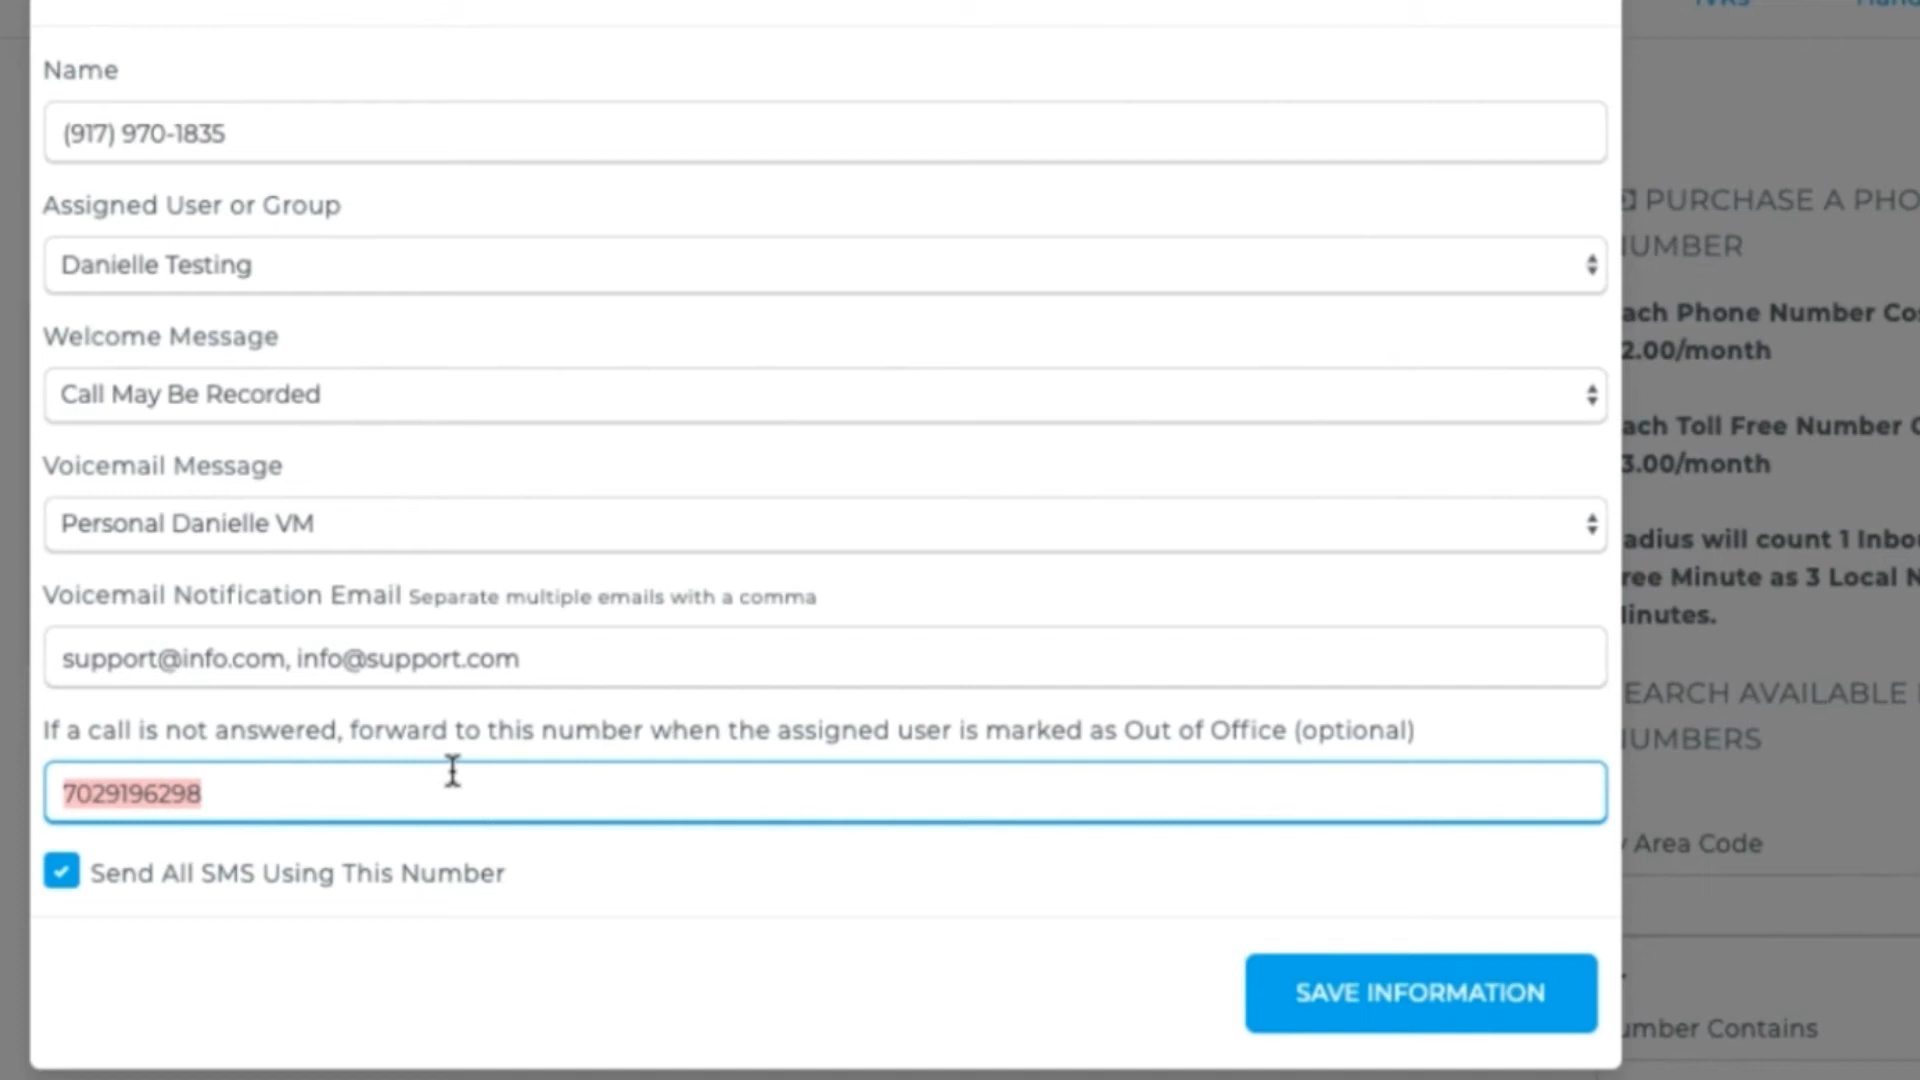 Name
(917) 970-1835
Assigned User or Group
Danielle Testing
Welcome Message
Call May Be Recorded
Voicemail Message
Personal Danielle VM
Voicemail Notification Email Separate multiple emails with a comma
support@info.com, info@support.com
If a call is not answered, forward to this number when the assigned user is marked as Out of Office (optional)
7029196298
Send All SMS Using This Number
SAVE INFORMATION
PURCHASE A PHO
UMBER
ach Phone Number Co
2.00/month
ach Toll Free Number
3.00/month
adius will count 1 Inbo
ree Minute as 3 Local N
inutes.
EARCH AVAILABLE
UMBERS
Area Code
umber Contains